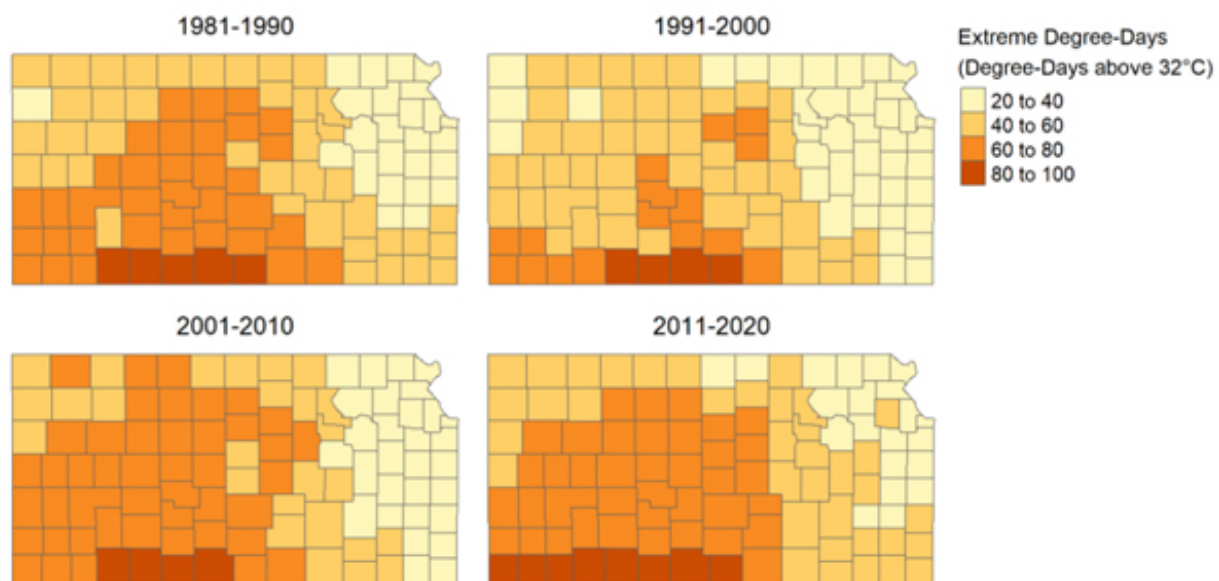 1981-1990
1991-2000
Extreme Degree-Days
(Degree-Days above 32°C)
20 to 40
40 to 60
60 to 80
80 to 100
2001-2010
2011-2020